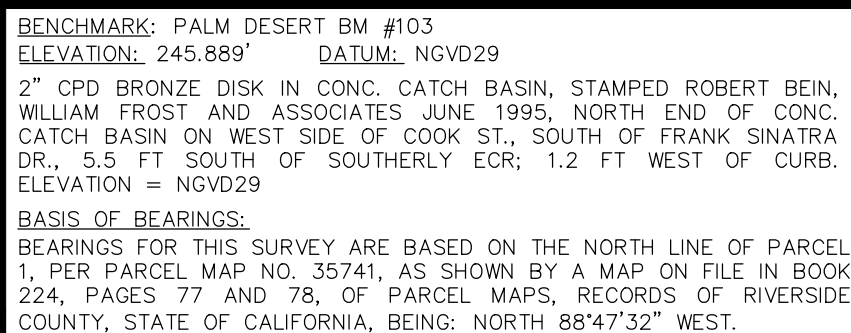 BENCHMARK: PALM DESERT BM #103
ELEVATION: 245.889' DATUM: NGVD29
2" CPD BRONZE DISK IN CONC. CATCH BASIN, STAMPED ROBERT BEIN,
WILLIAM FROST AND ASSOCIATES JUNE 1995, NORTH END OF CONC.
CATCH BASIN ON WEST SIDE OF COOK ST., SOUTH OF FRANK SINATRA
DR., 5.5 FT SOUTH OF SOUTHERLY ECR; 1.2 FT WEST OF CURB.
ELEVATION = NGVD29
BASIS OF BEARINGS:
BEARINGS FOR THIS SURVEY ARE BASED ON THE NORTH LINE OF PARCEL
1, PER PARCEL MAP NO. 35741, AS SHOWN BY A MAP ON FILE IN BOOK
224, PAGES 77 AND 78, OF PARCEL MAPS, RECORDS OF RIVERSIDE
COUNTY, STATE OF CALIFORNIA, BEING: NORTH 88°47'32" WEST.